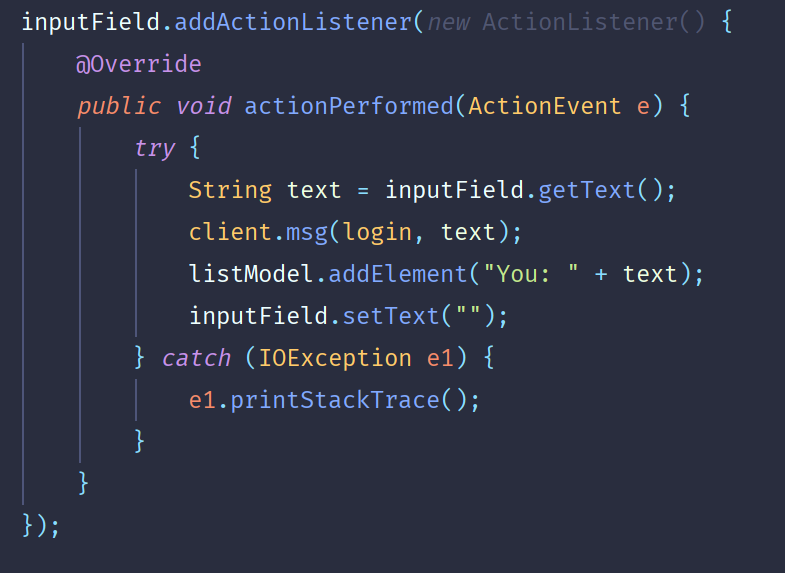 inputField.addActionListener(new ActionListener() {
    @Override
    public void actionPerformed(ActionEvent e) {
        try {
            String text = inputField.getText();
            client.msg(login, text);
            listModel.addElement("You: " + text);
            inputField.setText("");
        } catch (IOException e1) {
            e1.printStackTrace();
        }
    }
});